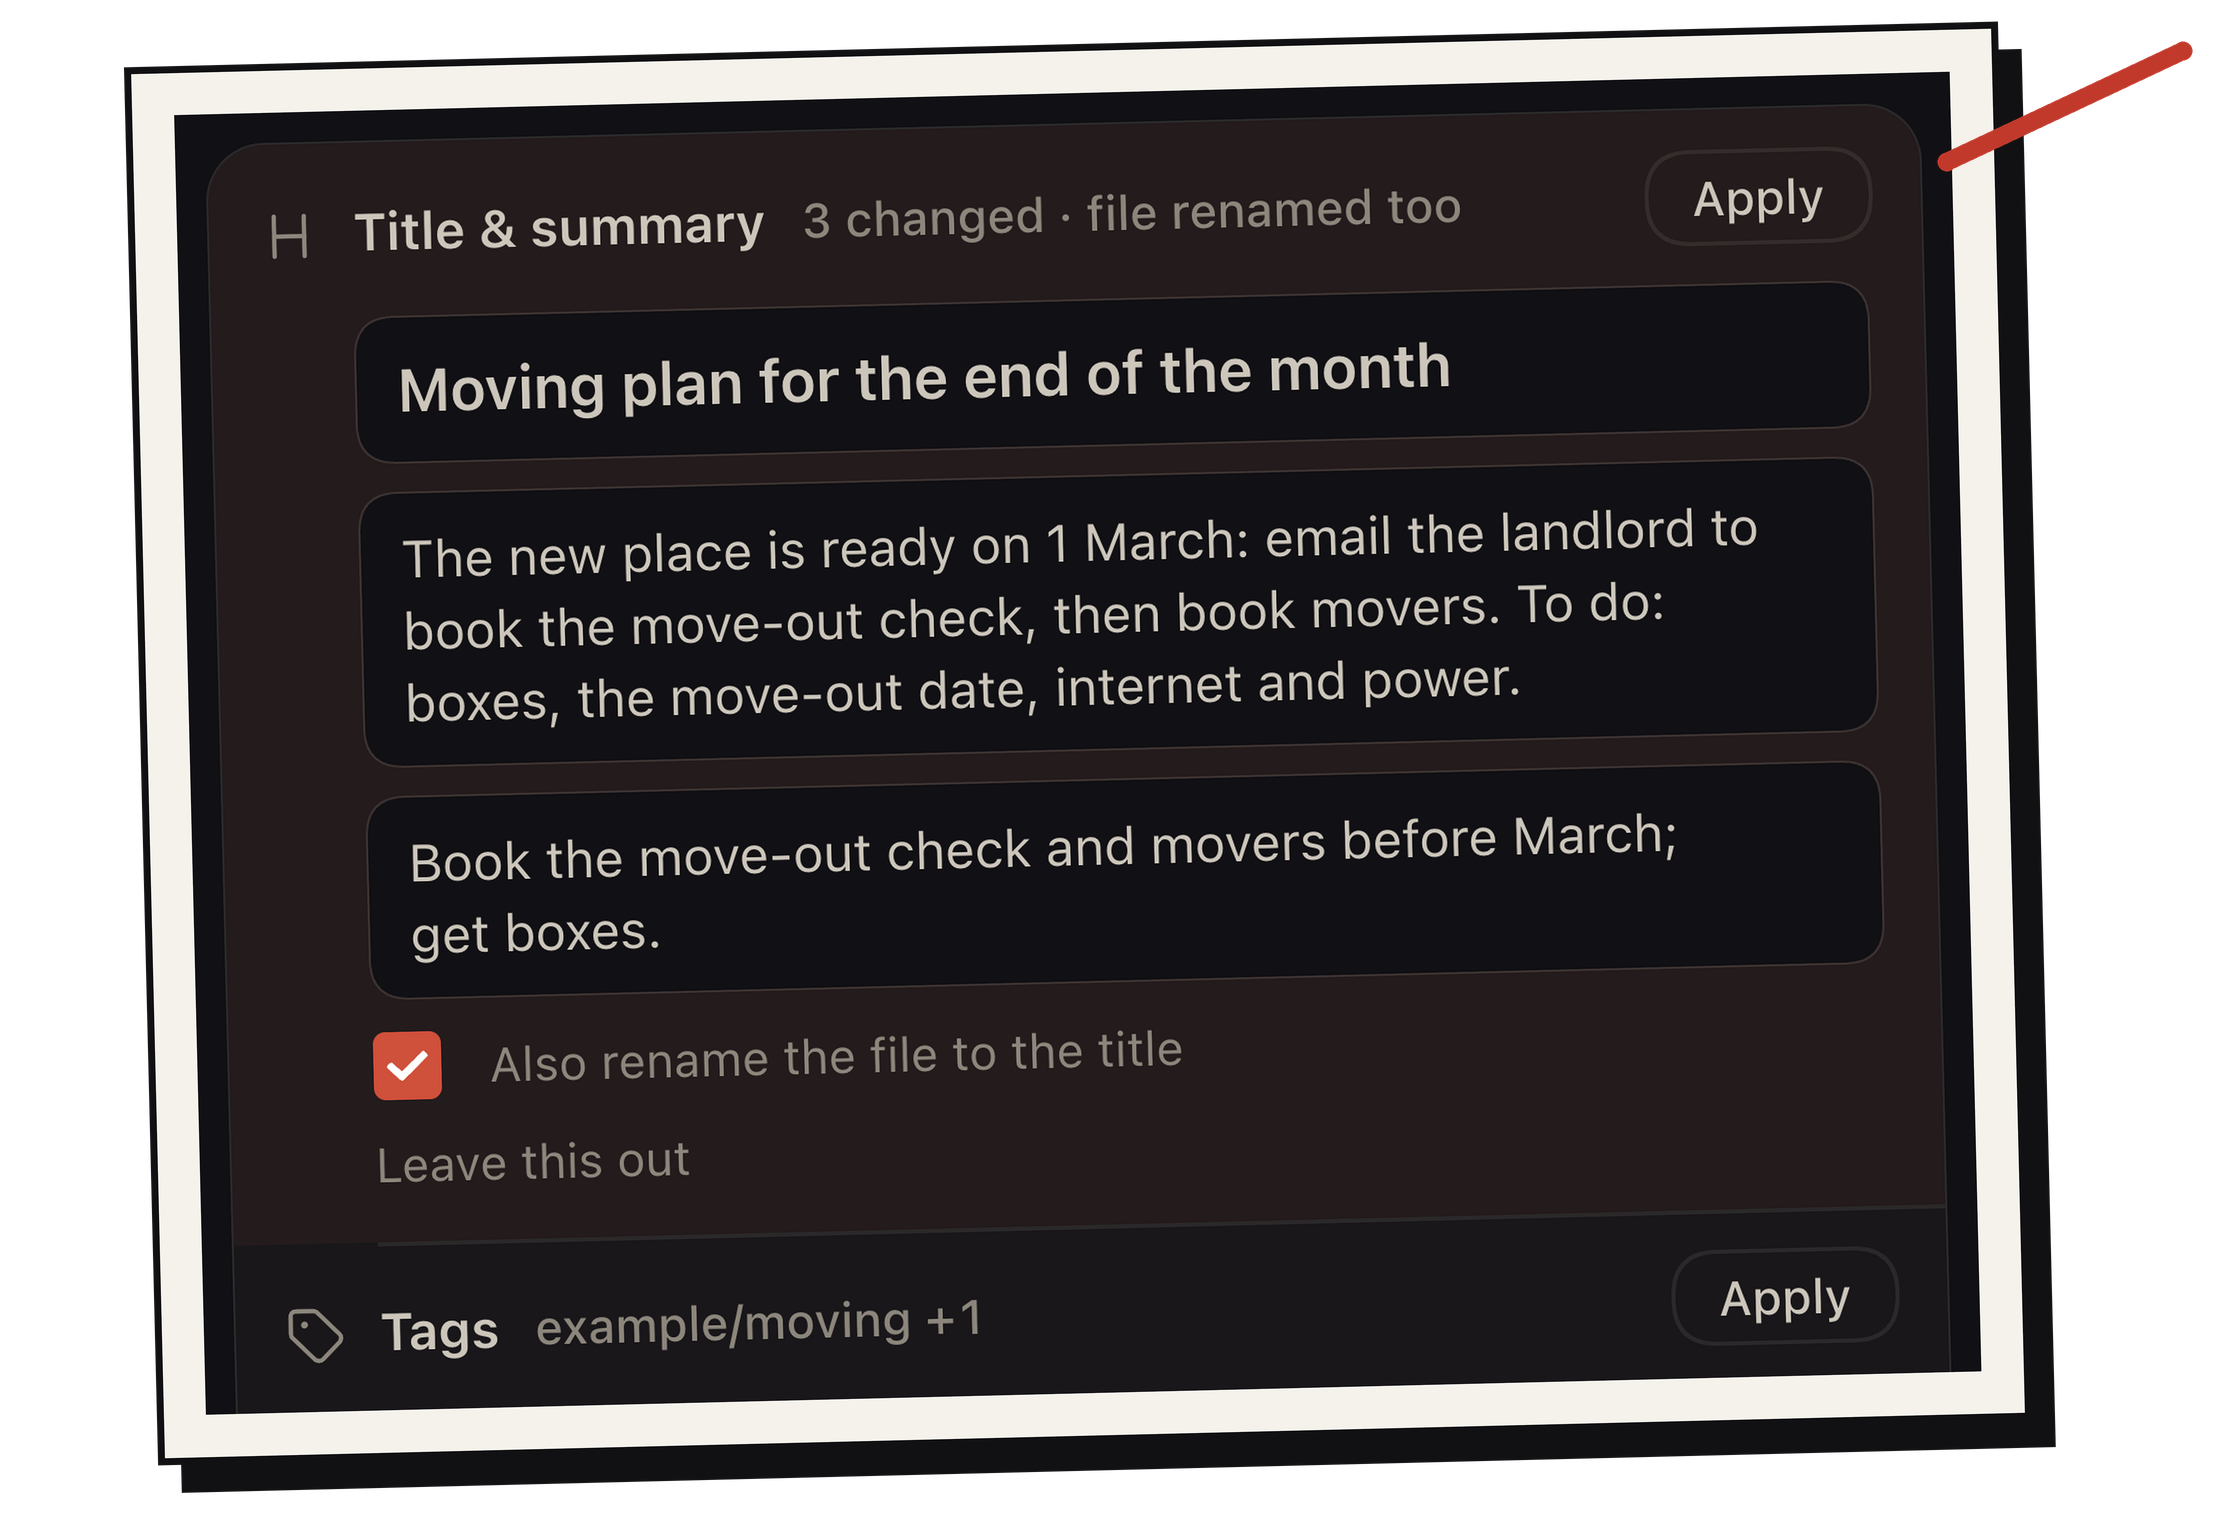 Title & summary 3 changed · file renamed too Apply
Moving plan for the end of the month
The new place is ready on 1 March: email the landlord to
book the move-out check, then book movers. To do:
boxes, the move-out date, internet and power.
Book the move-out check and movers before March;
get boxes.
Also rename the file to the title
Leave this out
Tags example/moving +1 Apply